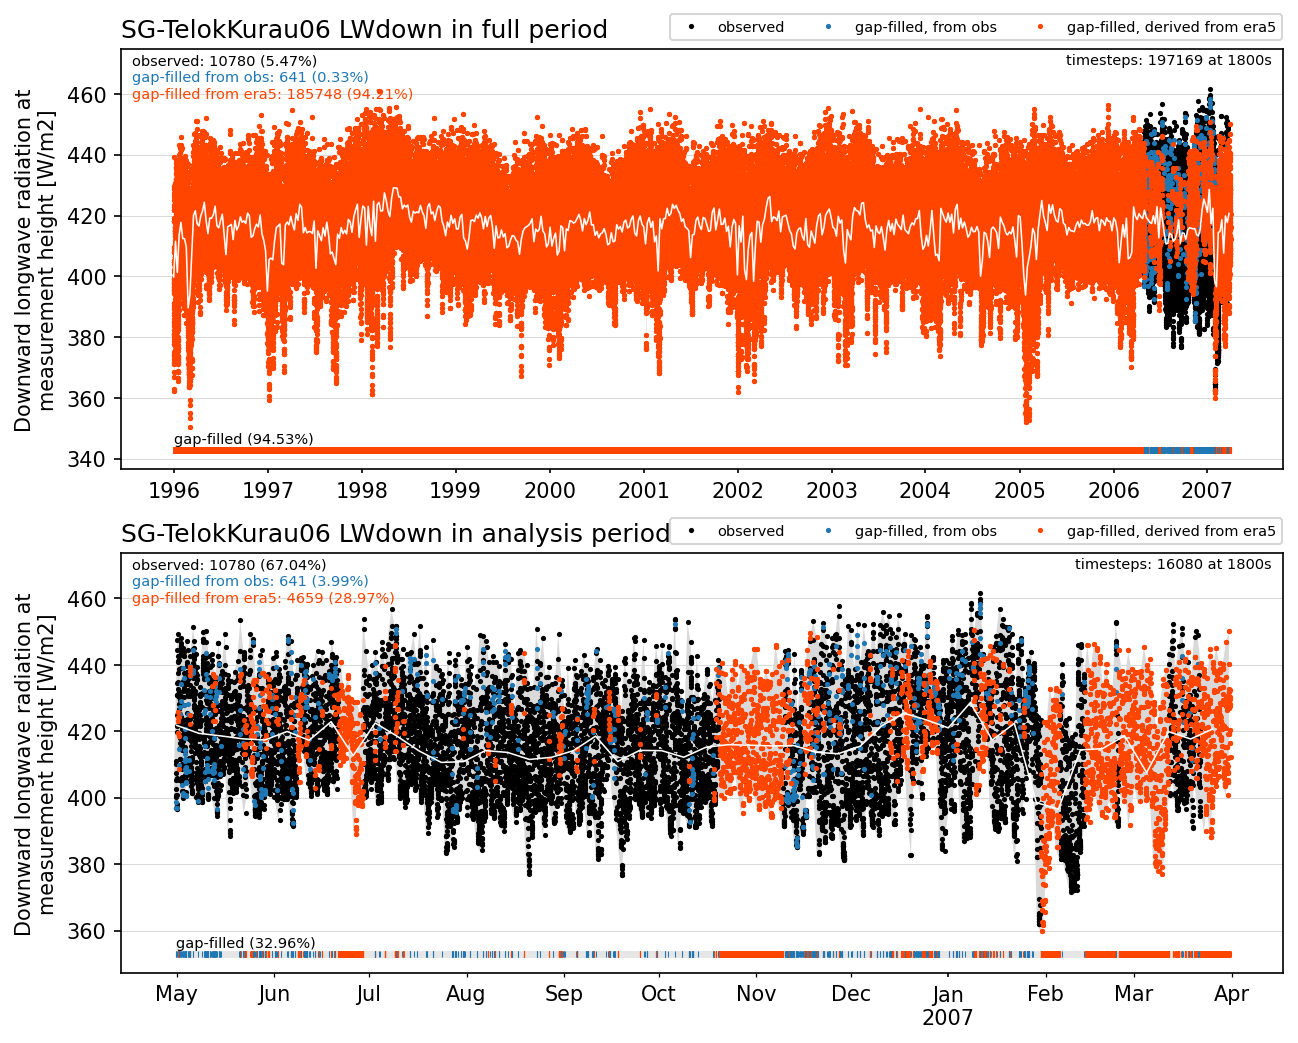 SG-TelokKurau06 LWdown in full period
observed
gap-filled, from obs
gap-filled, derived from era5
observed: 10780 (5.47%)
timesteps: 197169 at 1800s
gap-filled from obs: 641 (0.33%)
gap-filled from era5: 185748 (94.21%)
Downward longwave radiation at
measurement height [W/m2]
460
440
420
400
380
360
340
gap-filled (94.53%)
1996 1997 1998 1999 2000 2001 2002 2003 2004 2005 2006 2007
SG-TelokKurau06 LWdown in analysis period
observed
gap-filled, from obs
gap-filled, derived from era5
observed: 10780 (67.04%)
timesteps: 16080 at 1800s
gap-filled from obs: 641 (3.99%)
gap-filled from era5: 4659 (28.97%)
Downward longwave radiation at
measurement height [W/m2]
460
440
420
400
380
360
gap-filled (32.96%)
May Jun Jul Aug Sep Oct Nov Dec Jan Feb Mar Apr
2007